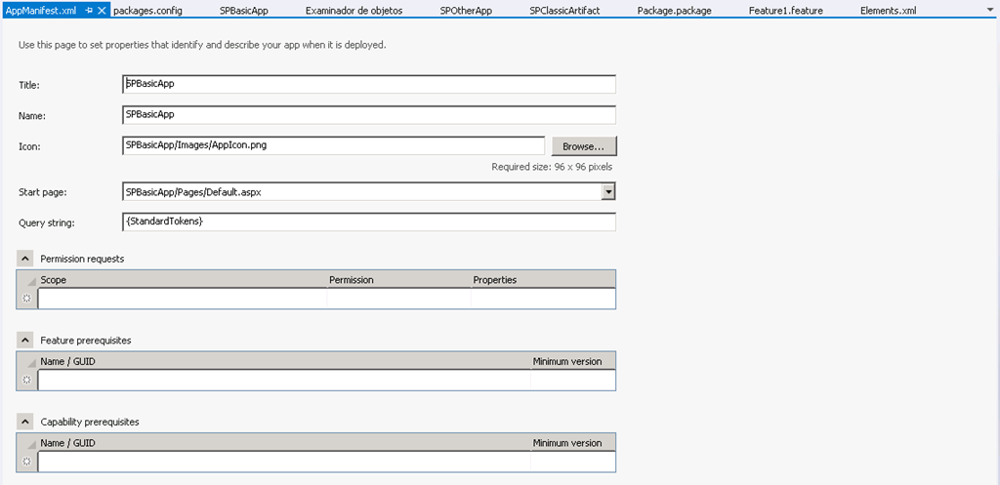 AppManifest.xml packages.config SPBasicApp Examinador de objetos SPOtherApp SPClassicArtifact Package.package Feature1.feature Elements.xml
Use this page to set properties that identify and describe your app when it is deployed.
Title: SPBasicApp
Name: SPBasicApp
Icon: SPBasicApp/Images/AppIcon.png Browse...
Required size: 96 x 96 pixels
Start page: SPBasicApp/Pages/Default.aspx
Query string: {StandardTokens}
Permission requests
Scope Permission Properties
Feature prerequisites
Name / GUID Minimum version
Capability prerequisites
Name / GUID Minimum version